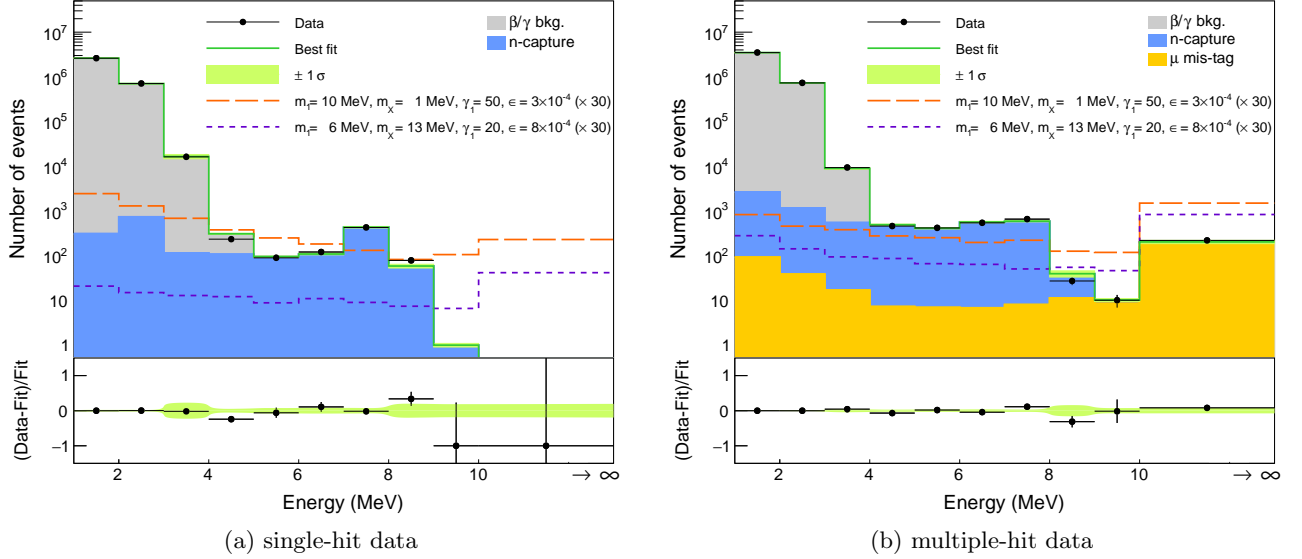 10⁷
10⁶
10⁵
10⁴
10³
10²
10
1
Number of events
Data
Best fit
± 1 σ
m₁= 10 MeV, mχ= 1 MeV, γ₁= 50, ϵ = 3×10⁻⁴ (× 30)
m₁= 6 MeV, mχ= 13 MeV, γ₁= 20, ϵ = 8×10⁻⁴ (× 30)
β/γ bkg.
n-capture
1
0
−1
(Data-Fit)/Fit
2 4 6 8 10 → ∞
Energy (MeV)
(a) single-hit data
10⁷
10⁶
10⁵
10⁴
10³
10²
10
1
Number of events
Data
Best fit
± 1 σ
m₁= 10 MeV, mχ= 1 MeV, γ₁= 50, ϵ = 3×10⁻⁴ (× 30)
m₁= 6 MeV, mχ= 13 MeV, γ₁= 20, ϵ = 8×10⁻⁴ (× 30)
β/γ bkg.
n-capture
μ mis-tag
1
0
−1
(Data-Fit)/Fit
2 4 6 8 10 → ∞
Energy (MeV)
(b) multiple-hit data